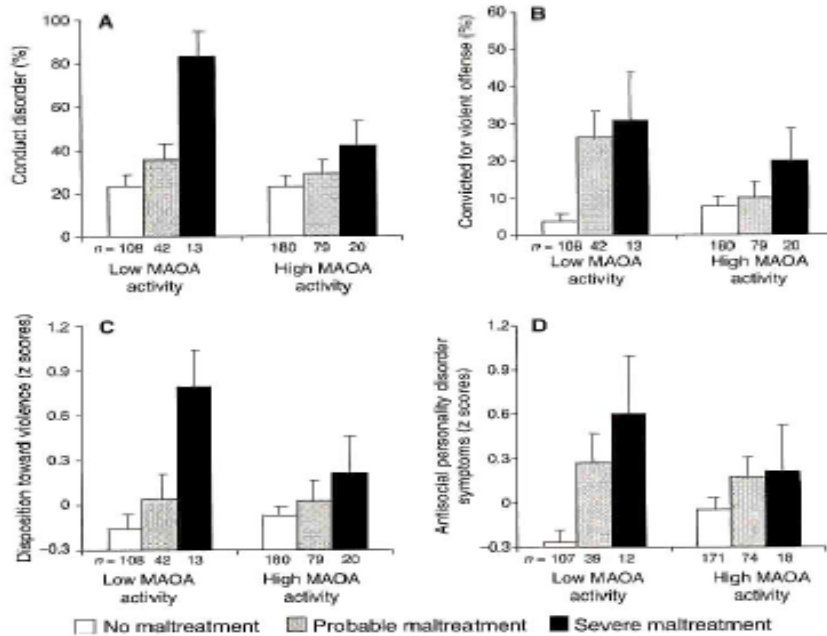 A
Conduct disorder (%)
100
80
60
40
20
0
n = 108 42 13
180 79 20
Low MAOA
activity
High MAOA
activity
B
Convicted for violent offense (%)
60
50
40
30
20
10
0
n = 108 42 13
180 79 20
Low MAOA
activity
High MAOA
activity
C
Disposition toward violence (z scores)
1.2
0.9
0.6
0.3
0
−0.3
n = 108 42 13
180 79 20
Low MAOA
activity
High MAOA
activity
D
Antisocial personality disorder
symptoms (z scores)
1.2
0.9
0.6
0.3
0
−0.3
n = 107 39 12
171 74 18
Low MAOA
activity
High MAOA
activity
No maltreatment Probable maltreatment Severe maltreatment